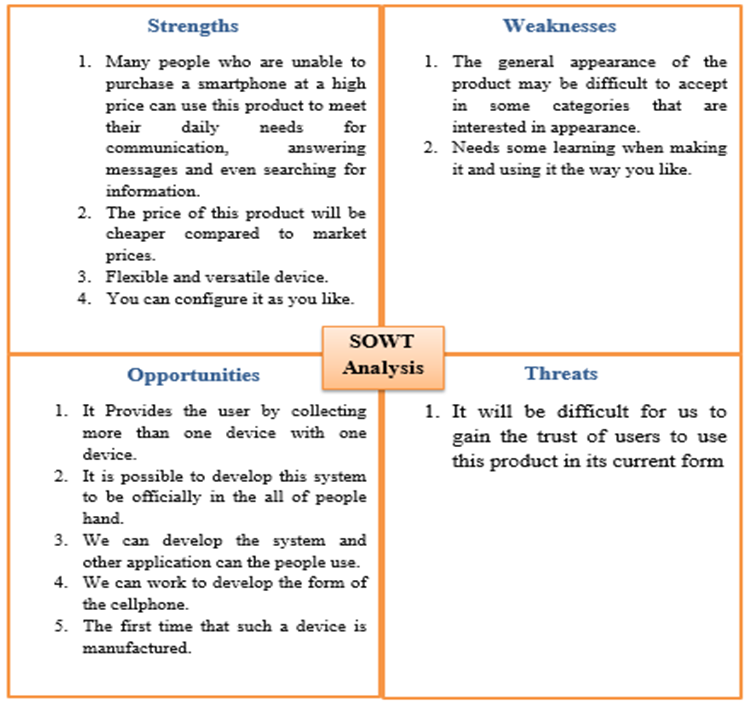 Strengths
1. Many people who are unable to
purchase a smartphone at a high
price can use this product to meet
their daily needs for
communication, answering
messages and even searching for
information.
2. The price of this product will be
cheaper compared to market
prices.
3. Flexible and versatile device.
4. You can configure it as you like.
Weaknesses
1. The general appearance of the
product may be difficult to accept
in some categories that are
interested in appearance.
2. Needs some learning when making
it and using it the way you like.
SOWT
Analysis
Opportunities
1. It Provides the user by collecting
more than one device with one
device.
2. It is possible to develop this system
to be officially in the all of people
hand.
3. We can develop the system and
other application can the people use.
4. We can work to develop the form of
the cellphone.
5. The first time that such a device is
manufactured.
Threats
1. It will be difficult for us to
gain the trust of users to use
this product in its current form